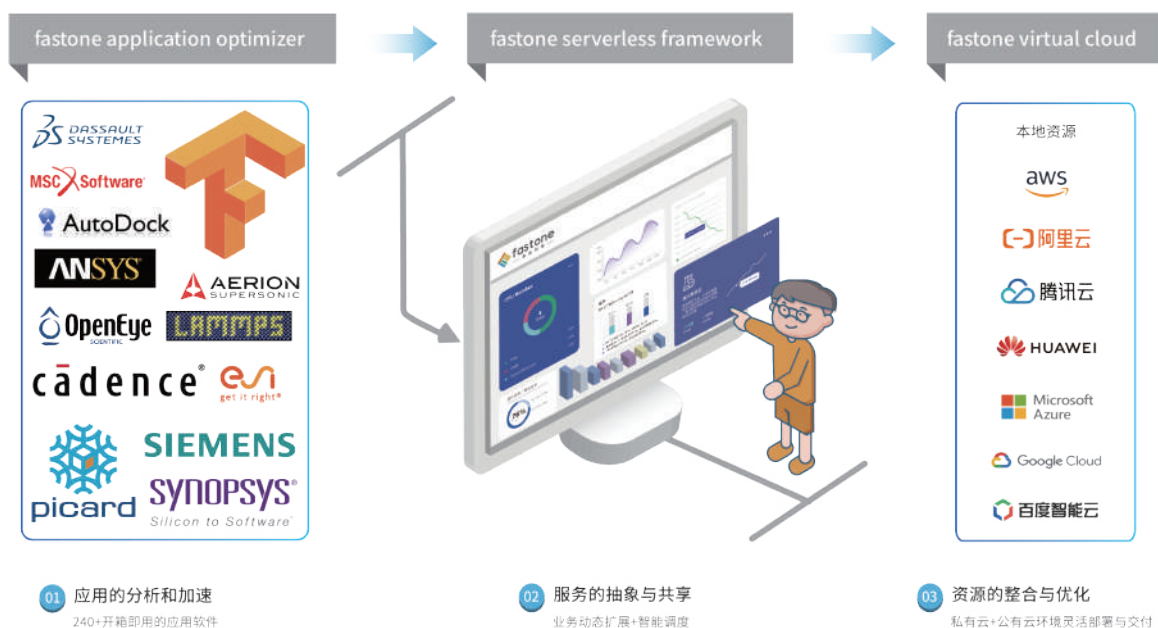 fastone application optimizer
fastone serverless framework
fastone virtual cloud
DASSAULT
SYSTEMES
MSC Software
AutoDock
ANSYS
AERION
SUPERSONIC
OpenEye
SCIENTIFIC
LAMMPS
cādence®
esi
get it right®
SIEMENS
picard
SYNOPSYS®
Silicon to Software
fastone
75%
本地资源
aws
阿里云
腾讯云
HUAWEI
Microsoft
Azure
Google Cloud
百度智能云
01 应用的分析和加速
240+开箱即用的应用软件
02 服务的抽象与共享
业务动态扩展+智能调度
03 资源的整合与优化
私有云+公有云环境灵活部署与交付